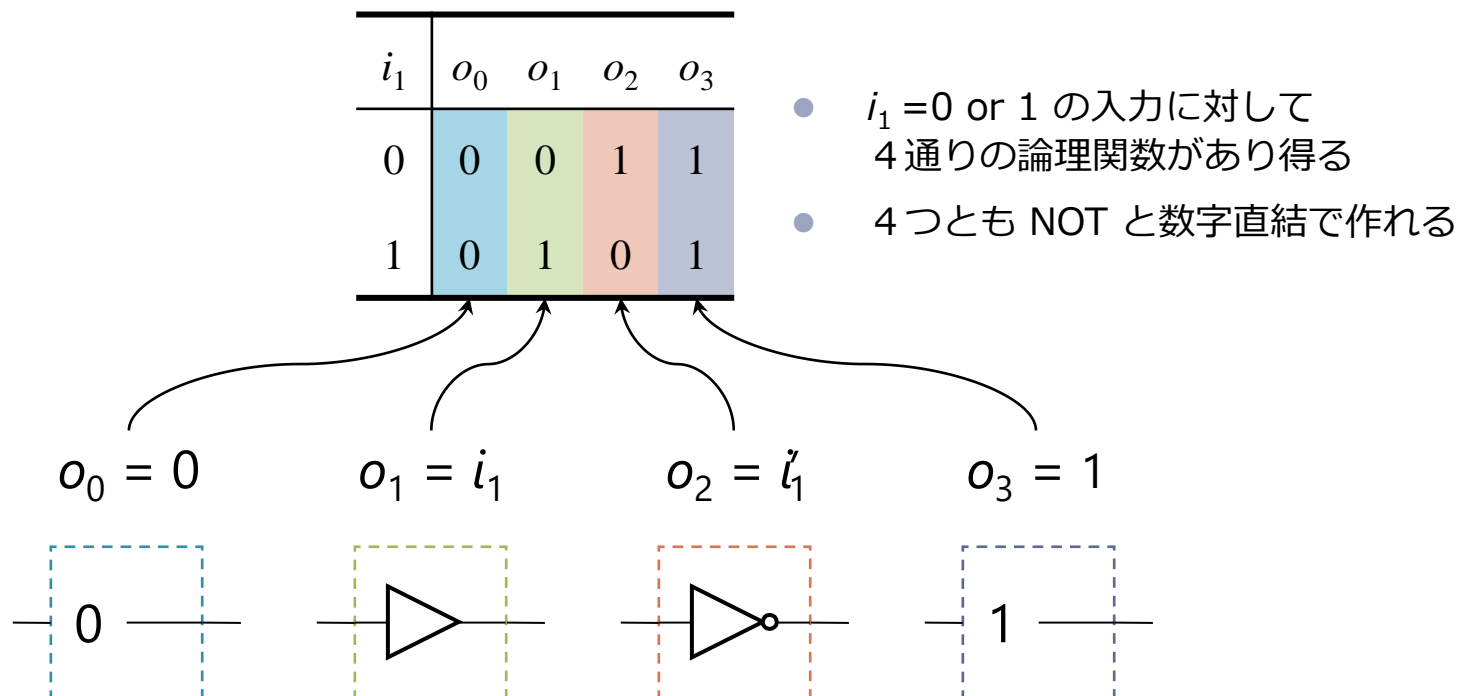 i₁ o₀ o₁ o₂ o₃
0 0 0 1 1
1 0 1 0 1
● i₁ =0 or 1 の入力に対して
4通りの論理関数があり得る
● 4つとも NOT と数字直結で作れる
o₀ = 0
o₁ = i₁
o₂ = i₁′
o₃ = 1
0
1